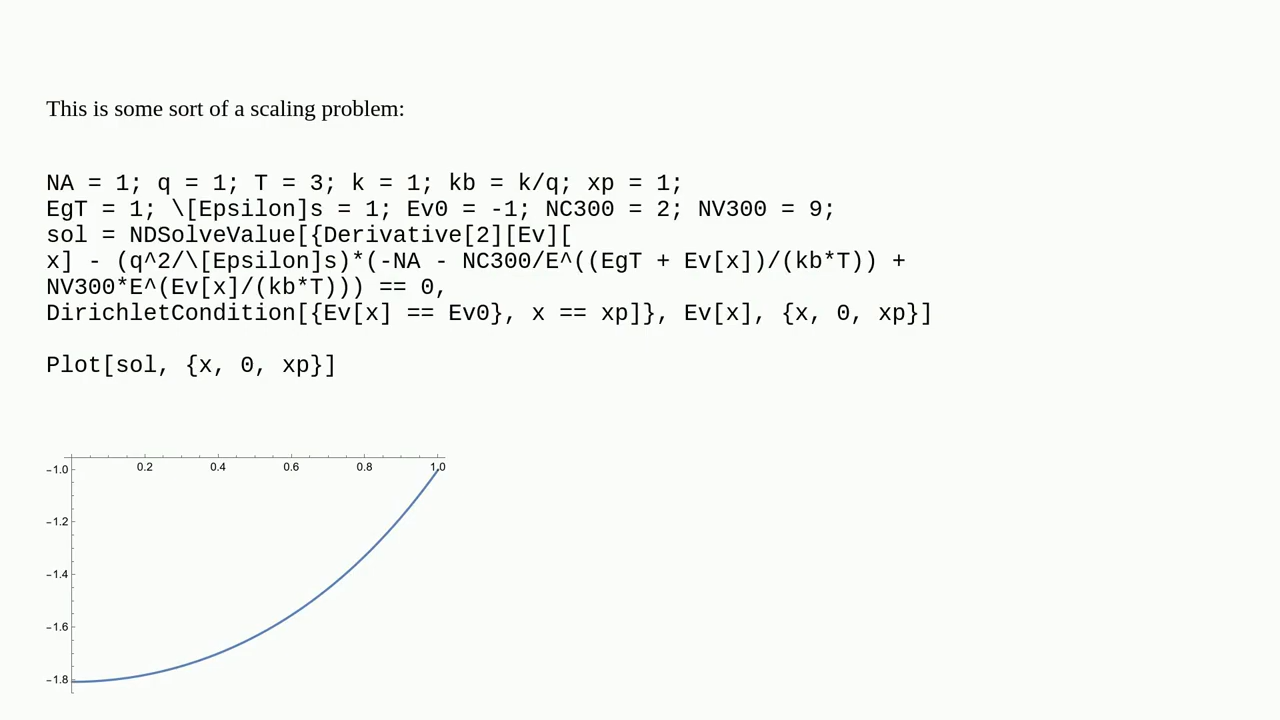 This is some sort of a scaling problem:
NA = 1; q = 1; T = 3; k = 1; kb = k/q; xp = 1;
EgT = 1; \[Epsilon]s = 1; Ev0 = -1; NC300 = 2; NV300 = 9;
sol = NDSolveValue[{Derivative[2][Ev][
x] - (q^2/\[Epsilon]s)*(-NA - NC300/E^((EgT + Ev[x])/(kb*T)) +
NV300*E^(Ev[x]/(kb*T))) == 0,
DirichletCondition[{Ev[x] == Ev0}, x == xp]}, Ev[x], {x, 0, xp}]
Plot[sol, {x, 0, xp}]
0.2 0.4 0.6 0.8 1.0
-1.0
-1.2
-1.4
-1.6
-1.8